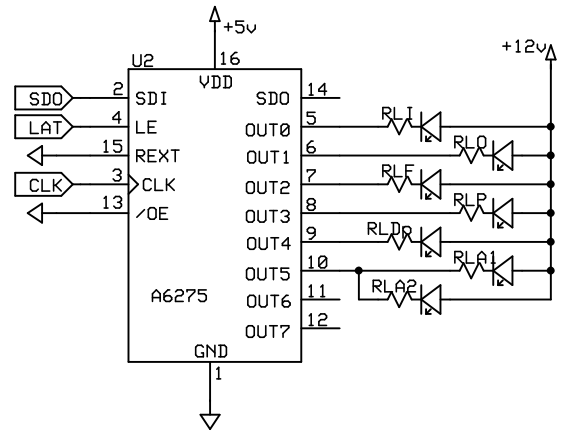 +5v
+12v
U2
16
VDD
SDO
2
SDI
SDO
14
LAT
4
LE
OUT0
5
RLI
15
REXT
OUT1
6
RLO
CLK
3
CLK
OUT2
7
RLF
13
/OE
OUT3
8
RLP
OUT4
9
RLDp
OUT5
10
RLA1
A6275
OUT6
11
RLA2
OUT7
12
GND
1